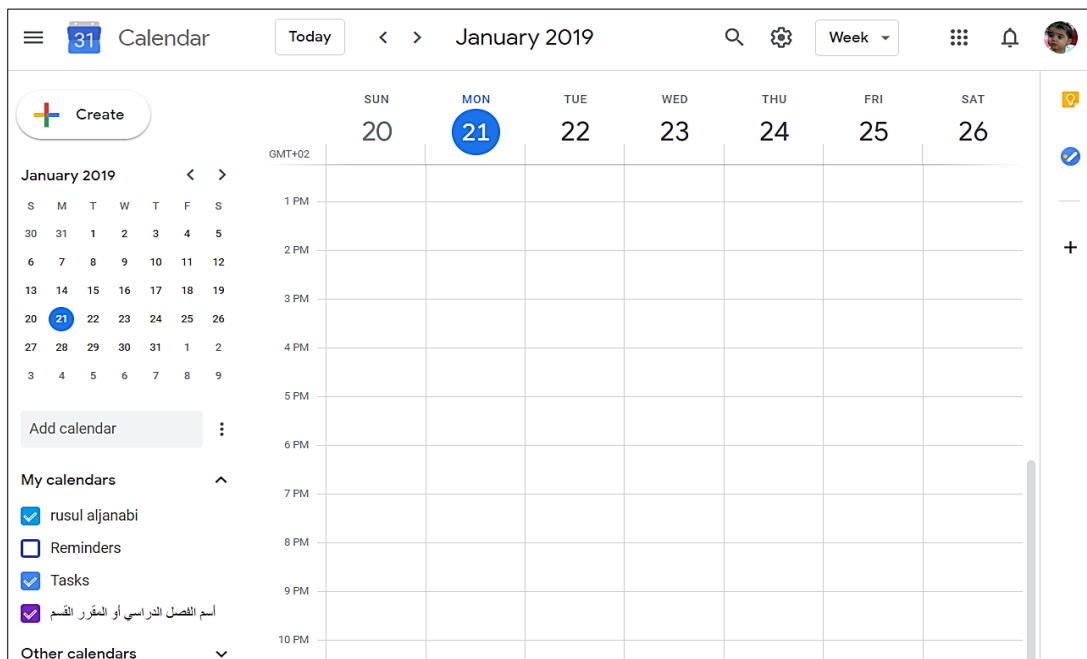 31 Calendar Today January 2019 Week
Create
SUN MON TUE WED THU FRI SAT
20 21 22 23 24 25 26
GMT+02
January 2019
S M T W T F S
30 31 1 2 3 4 5
6 7 8 9 10 11 12
13 14 15 16 17 18 19
20 21 22 23 24 25 26
27 28 29 30 31 1 2
3 4 5 6 7 8 9
Add calendar
My calendars
rusul aljanabi
Reminders
Tasks
أسم الفصل الدراسي أو المقرر القسم
Other calendars
1 PM
2 PM
3 PM
4 PM
5 PM
6 PM
7 PM
8 PM
9 PM
10 PM